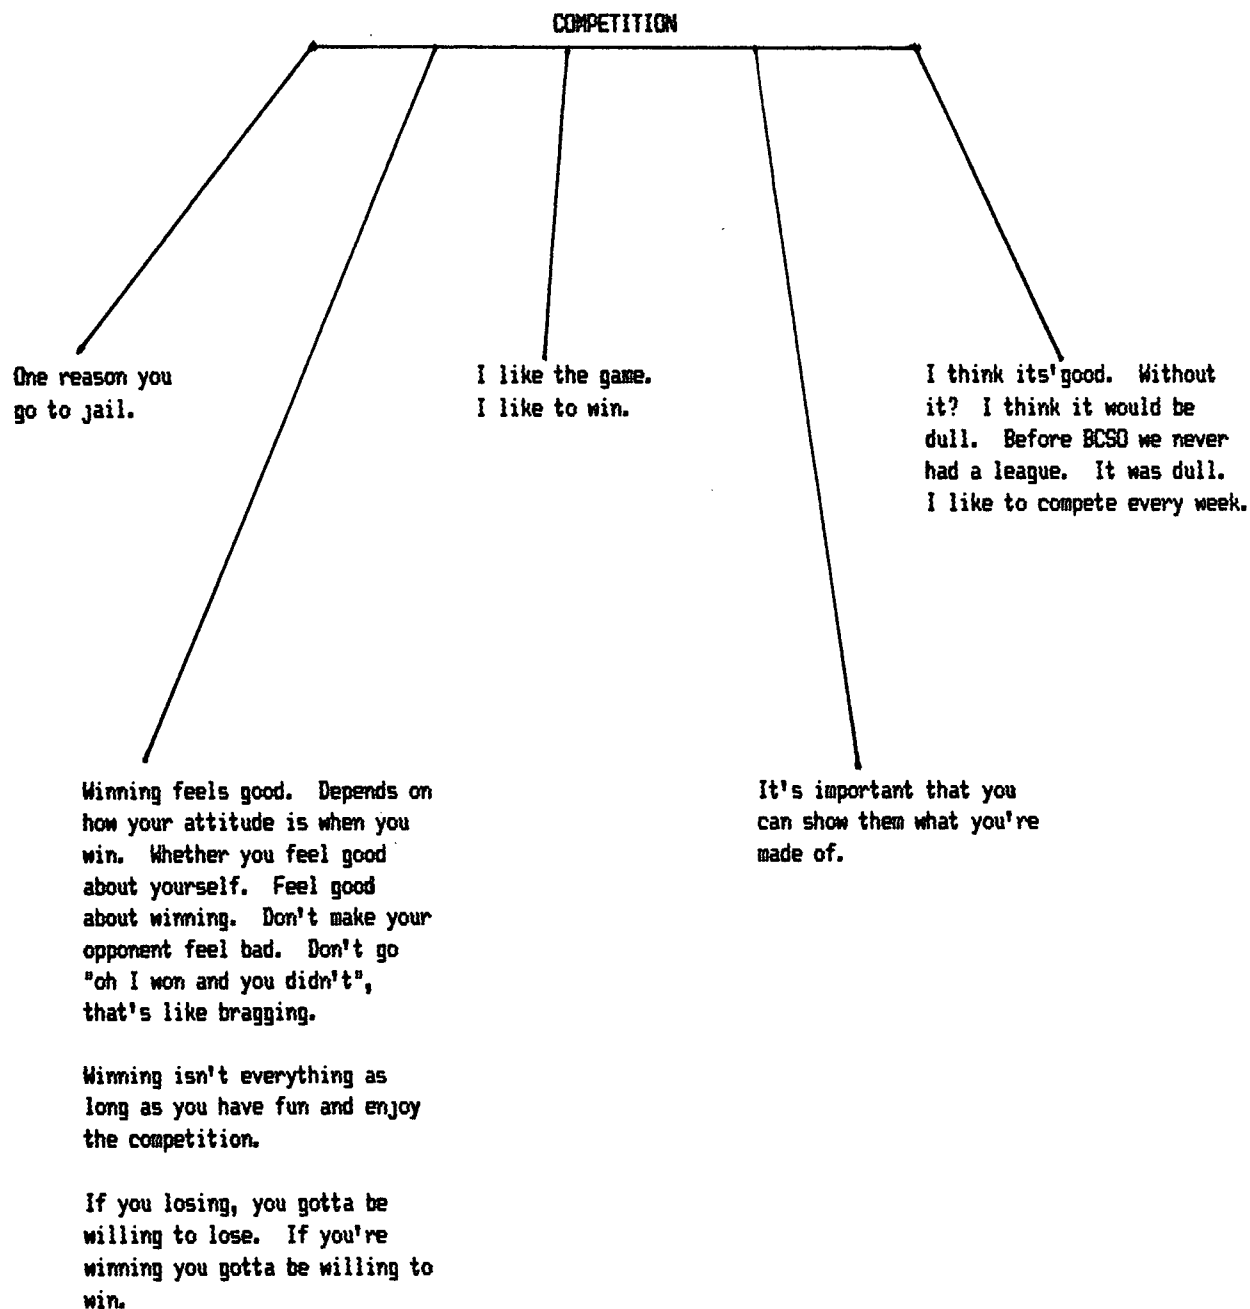 COMPETITION
One reason you
go to jail.
I like the game.
I like to win.
I think its'good. Without
it? I think it would be
dull. Before BCSO we never
had a league. It was dull.
I like to compete every week.
Winning feels good. Depends on
how your attitude is when you
win. Whether you feel good
about yourself. Feel good
about winning. Don't make your
opponent feel bad. Don't go
"oh I won and you didn't",
that's like bragging.
Winning isn't everything as
long as you have fun and enjoy
the competition.
If you losing, you gotta be
willing to lose. If you're
winning you gotta be willing to
win.
It's important that you
can show them what you're
made of.